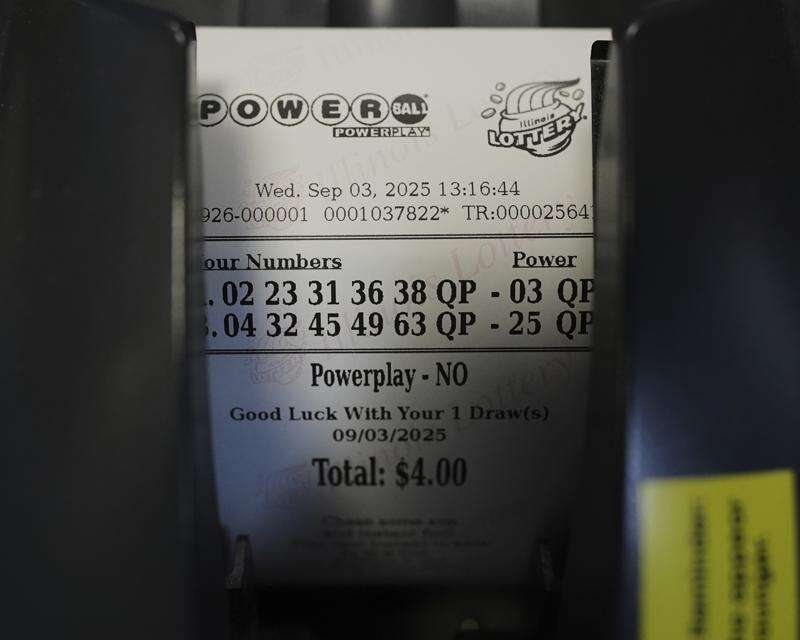 POWER BALL
POWERPLAY
Illinois
LOTTERY
Wed. Sep 03, 2025 13:16:44
926-000001 0001037822* TR:00002564
our Numbers Power
. 02 23 31 36 38 QP - 03 QP
. 04 32 45 49 63 QP - 25 QP
Powerplay - NO
Good Luck With Your 1 Draw(s)
09/03/2025
Total: $4.00